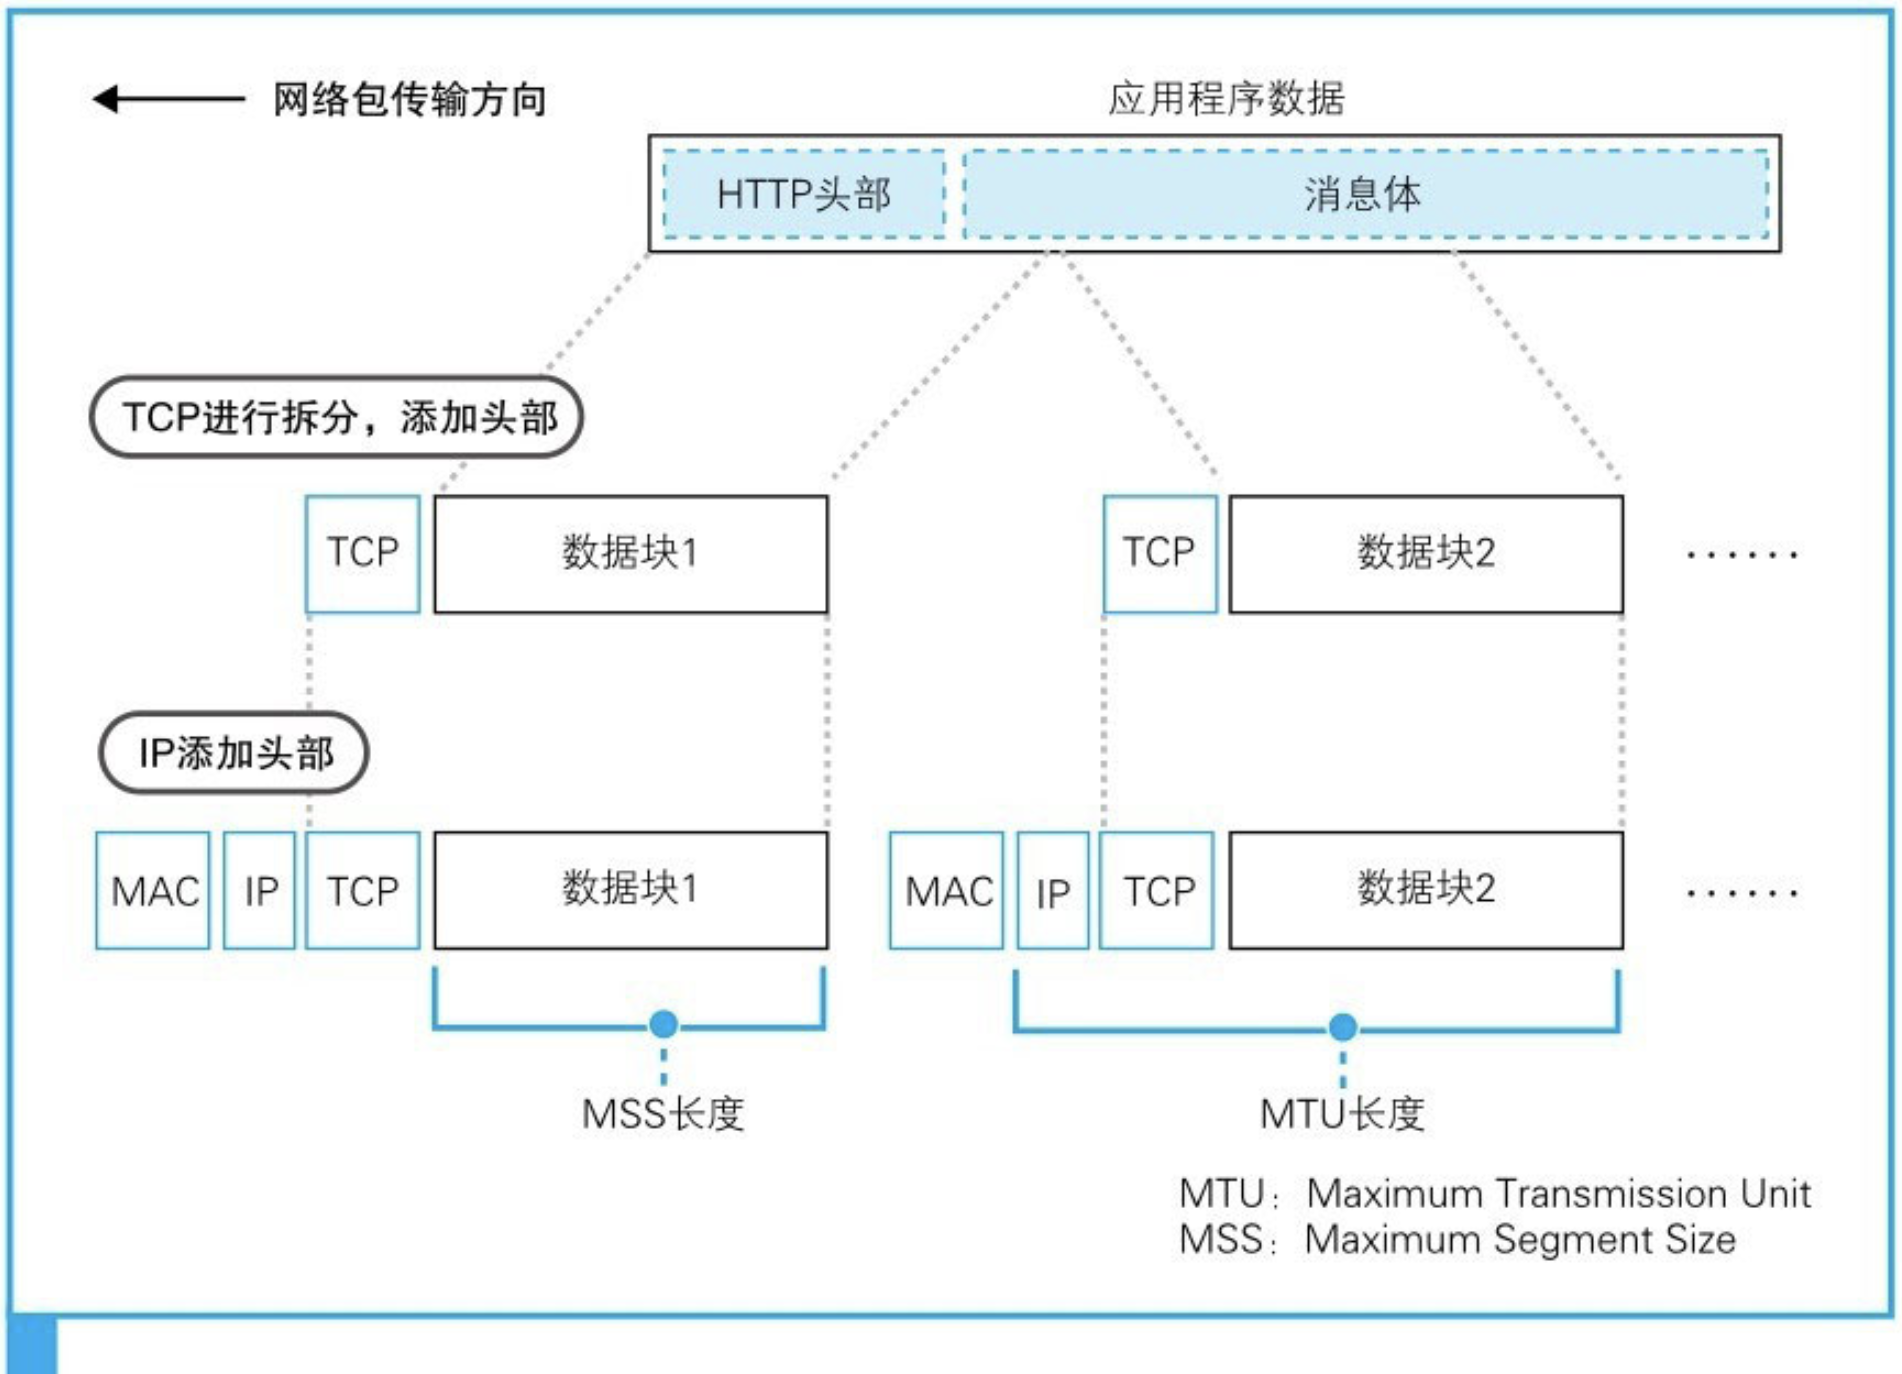 网络包传输方向
应用程序数据
HTTP头部
消息体
TCP进行拆分，添加头部
TCP
数据块1
TCP
数据块2
······
IP添加头部
MAC
IP
TCP
数据块1
MAC
IP
TCP
数据块2
······
MSS长度
MTU长度
MTU：Maximum Transmission Unit
MSS：Maximum Segment Size